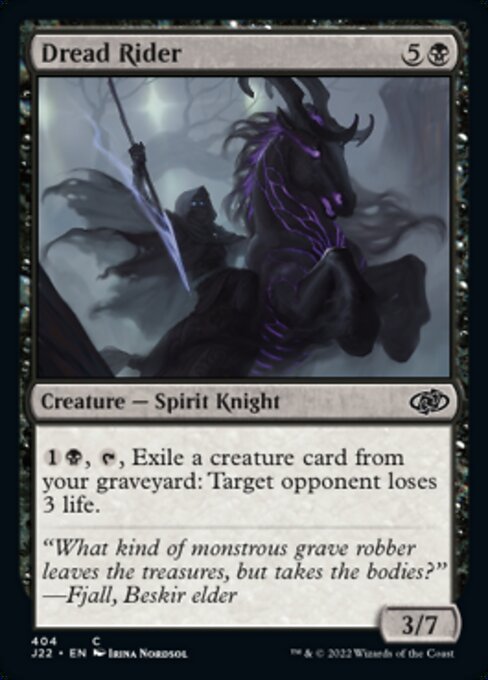 Dread Rider 5
Creature — Spirit Knight
1 , , Exile a creature card from
your graveyard: Target opponent loses
3 life.
“What kind of monstrous grave robber
leaves the treasures, but takes the bodies?”
—Fjall, Beskir elder
3/7
404 C
J22 • EN Irina Nordsol
™ & © 2022 Wizards of the Coast